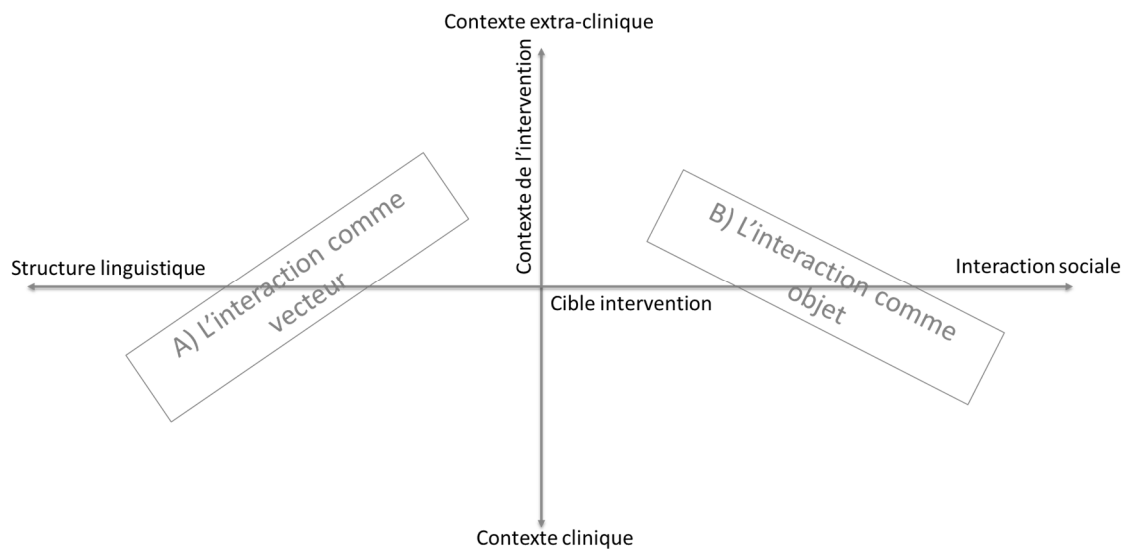 Contexte extra-clinique
Contexte de l'intervention
A) L'interaction comme
vecteur
B) L'interaction comme
objet
Structure linguistique
Interaction sociale
Cible intervention
Contexte clinique